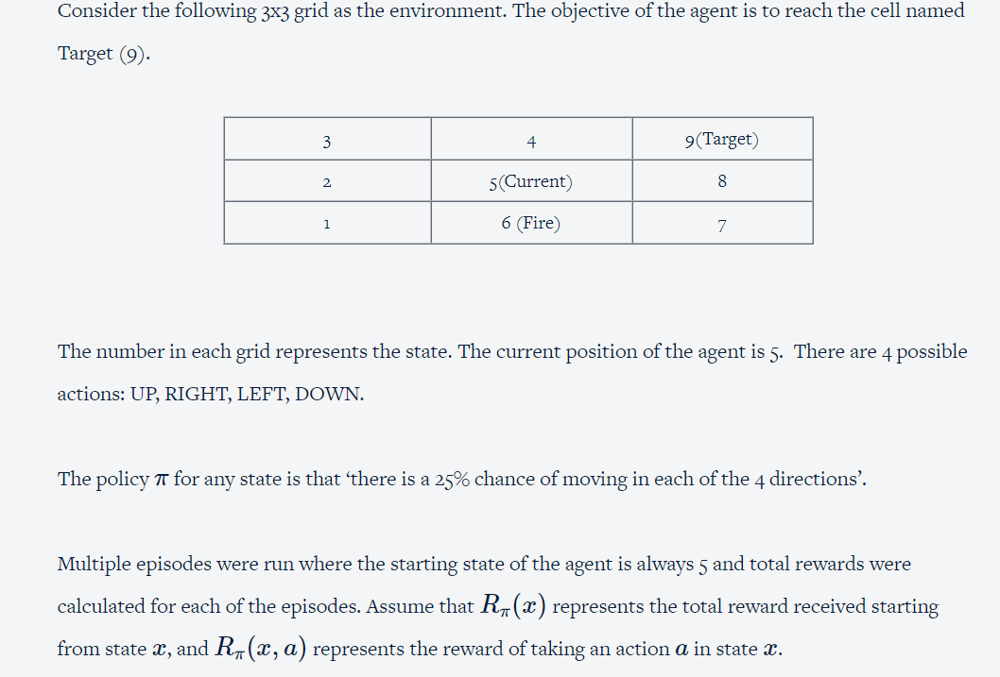 Consider the following 3x3 grid as the environment. The objective of the agent is to reach the cell named
Target (9).
3 4 9(Target)
2 5(Current) 8
1 6 (Fire) 7
The number in each grid represents the state. The current position of the agent is 5. There are 4 possible
actions: UP, RIGHT, LEFT, DOWN.
The policy π for any state is that ‘there is a 25% chance of moving in each of the 4 directions’.
Multiple episodes were run where the starting state of the agent is always 5 and total rewards were
calculated for each of the episodes. Assume that Rπ(x) represents the total reward received starting
from state x, and Rπ(x, a) represents the reward of taking an action a in state x.